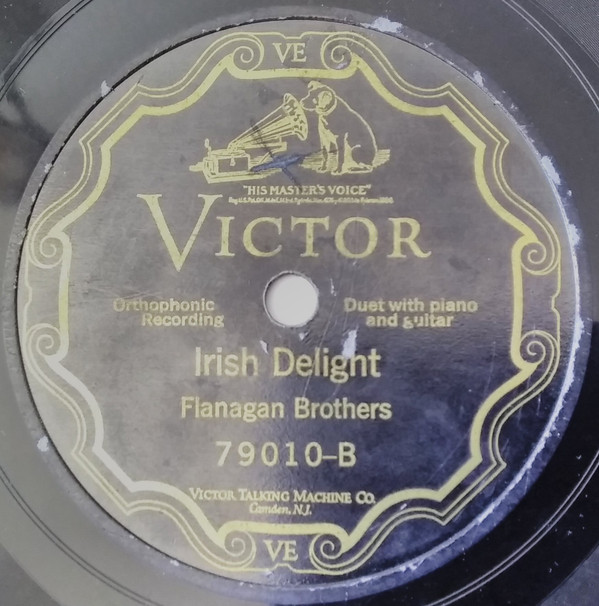 VE
"HIS MASTER'S VOICE"
VICTOR
Orthophonic
Recording
Duet with piano
and guitar
Irish Delight
Flanagan Brothers
79010-B
VICTOR TALKING MACHINE CO.
Camden, N.J.
VE